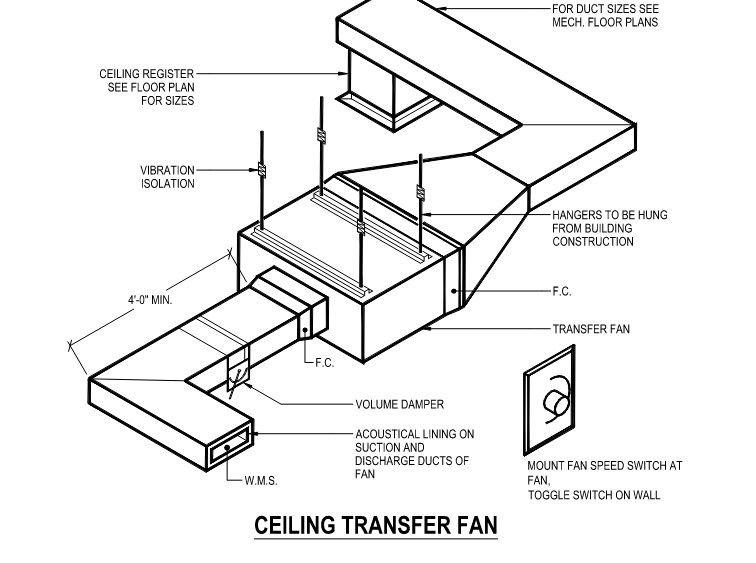 FOR DUCT SIZES SEE
MECH. FLOOR PLANS
CEILING REGISTER
SEE FLOOR PLAN
FOR SIZES
VIBRATION
ISOLATION
HANGERS TO BE HUNG
FROM BUILDING
CONSTRUCTION
4'-0" MIN.
F.C.
TRANSFER FAN
F.C.
VOLUME DAMPER
ACOUSTICAL LINING ON
SUCTION AND
DISCHARGE DUCTS OF
FAN
W.M.S.
MOUNT FAN SPEED SWITCH AT
FAN,
TOGGLE SWITCH ON WALL
CEILING TRANSFER FAN